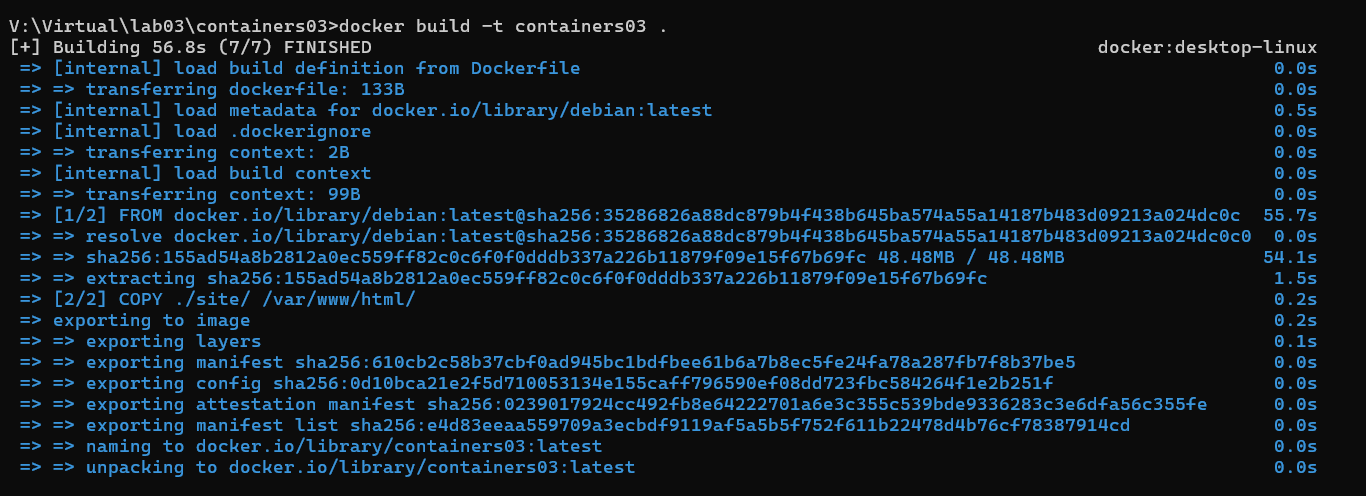 V:\Virtual\lab03\containers03>docker build -t containers03 .
[+] Building 56.8s (7/7) FINISHED docker:desktop-linux
=> [internal] load build definition from Dockerfile 0.0s
=> => transferring dockerfile: 133B 0.0s
=> [internal] load metadata for docker.io/library/debian:latest 0.5s
=> [internal] load .dockerignore 0.0s
=> => transferring context: 2B 0.0s
=> [internal] load build context 0.0s
=> => transferring context: 99B 0.0s
=> [1/2] FROM docker.io/library/debian:latest@sha256:35286826a88dc879b4f438b645ba574a55a14187b483d09213a024dc0c 55.7s
=> => resolve docker.io/library/debian:latest@sha256:35286826a88dc879b4f438b645ba574a55a14187b483d09213a024dc0c0 0.0s
=> => sha256:155ad54a8b2812a0ec559ff82c0c6f0f0dddb337a226b11879f09e15f67b69fc 48.48MB / 48.48MB 54.1s
=> => extracting sha256:155ad54a8b2812a0ec559ff82c0c6f0f0dddb337a226b11879f09e15f67b69fc 1.5s
=> [2/2] COPY ./site/ /var/www/html/ 0.2s
=> exporting to image 0.2s
=> => exporting layers 0.1s
=> => exporting manifest sha256:610cb2c58b37cbf0ad945bc1bdfbee61b6a7b8ec5fe24fa78a287fb7f8b37be5 0.0s
=> => exporting config sha256:0d10bca21e2f5d710053134e155caff796590ef08dd723fbc584264f1e2b251f 0.0s
=> => exporting attestation manifest sha256:0239017924cc492fb8e64222701a6e3c355c539bde9336283c3e6dfa56c355fe 0.0s
=> => exporting manifest list sha256:e4d83eeaa559709a3ecbdf9119af5a5b5f752f611b22478d4b76cf78387914cd 0.0s
=> => naming to docker.io/library/containers03:latest 0.0s
=> => unpacking to docker.io/library/containers03:latest 0.0s